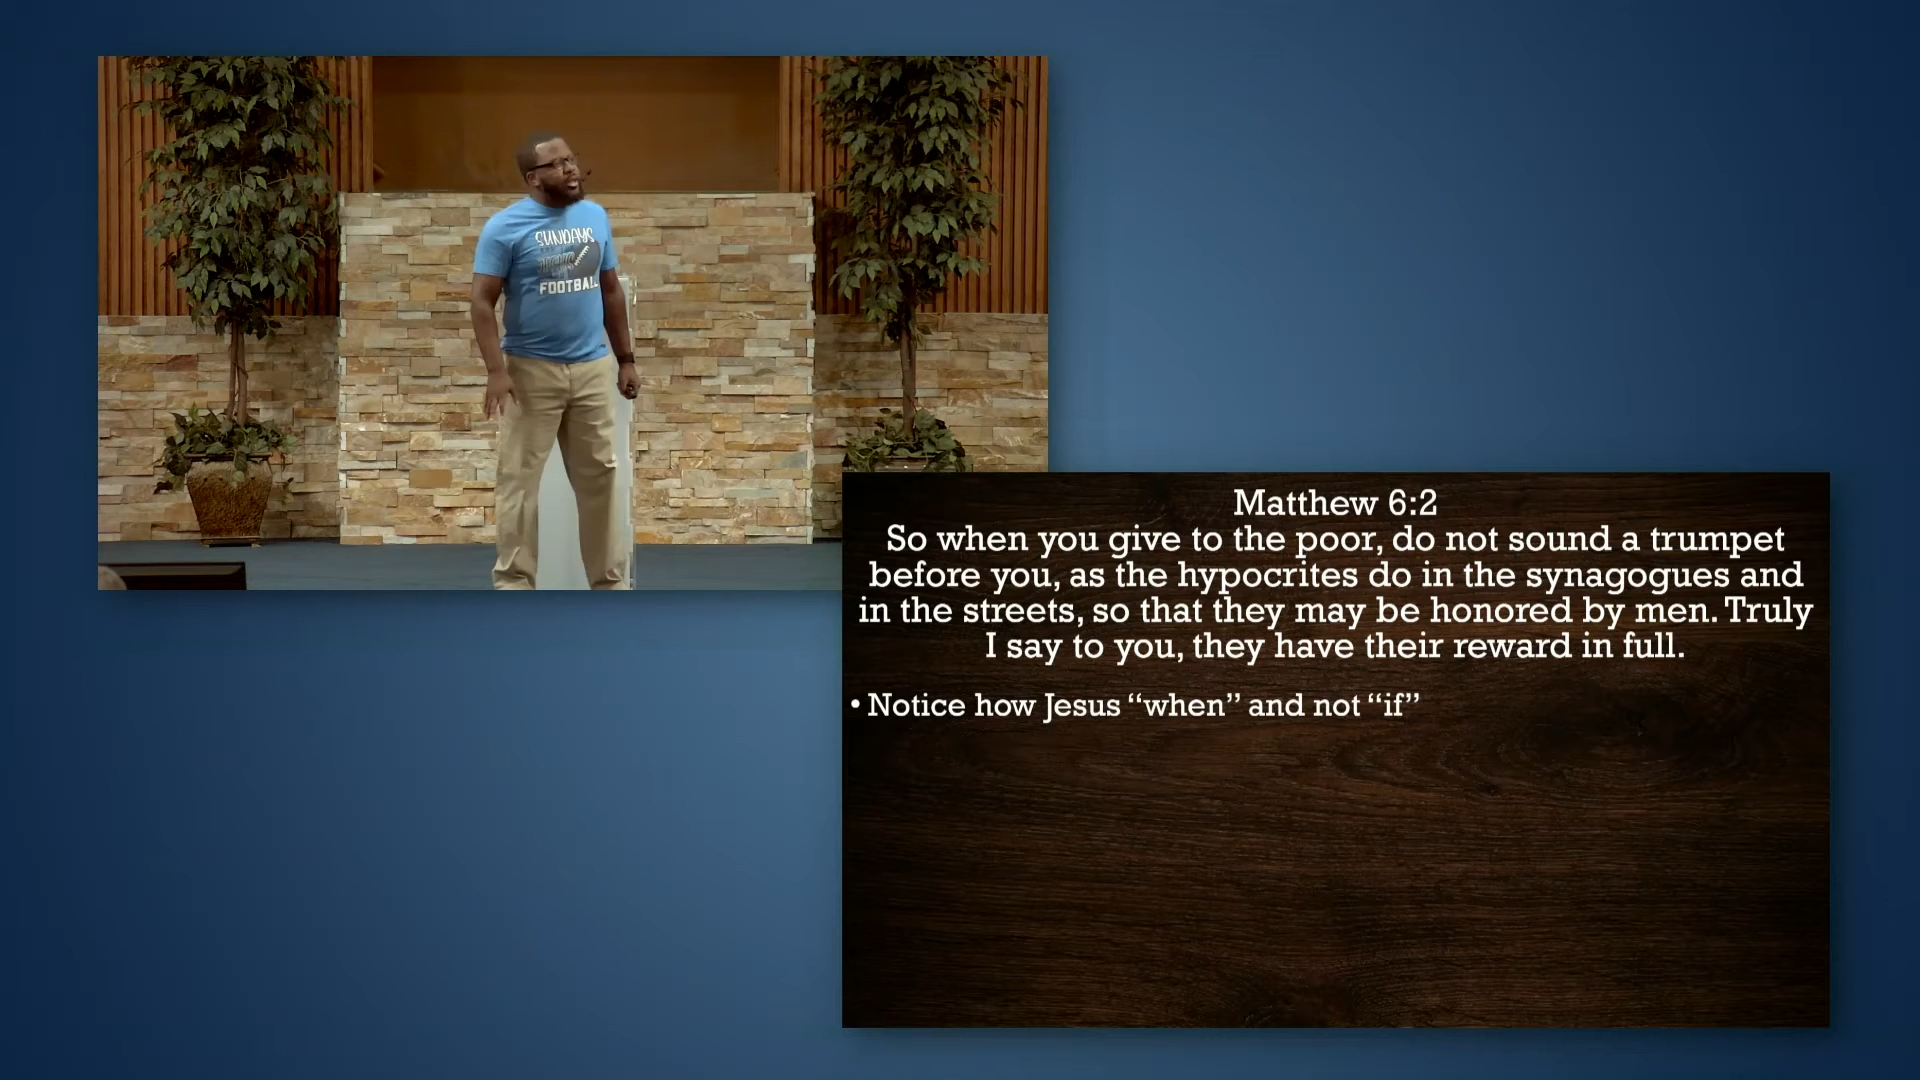 SUNDAYS
FOOTBALL
Matthew 6:2
So when you give to the poor, do not sound a trumpet
before you, as the hypocrites do in the synagogues and
in the streets, so that they may be honored by men. Truly
I say to you, they have their reward in full.
• Notice how Jesus “when” and not “if”